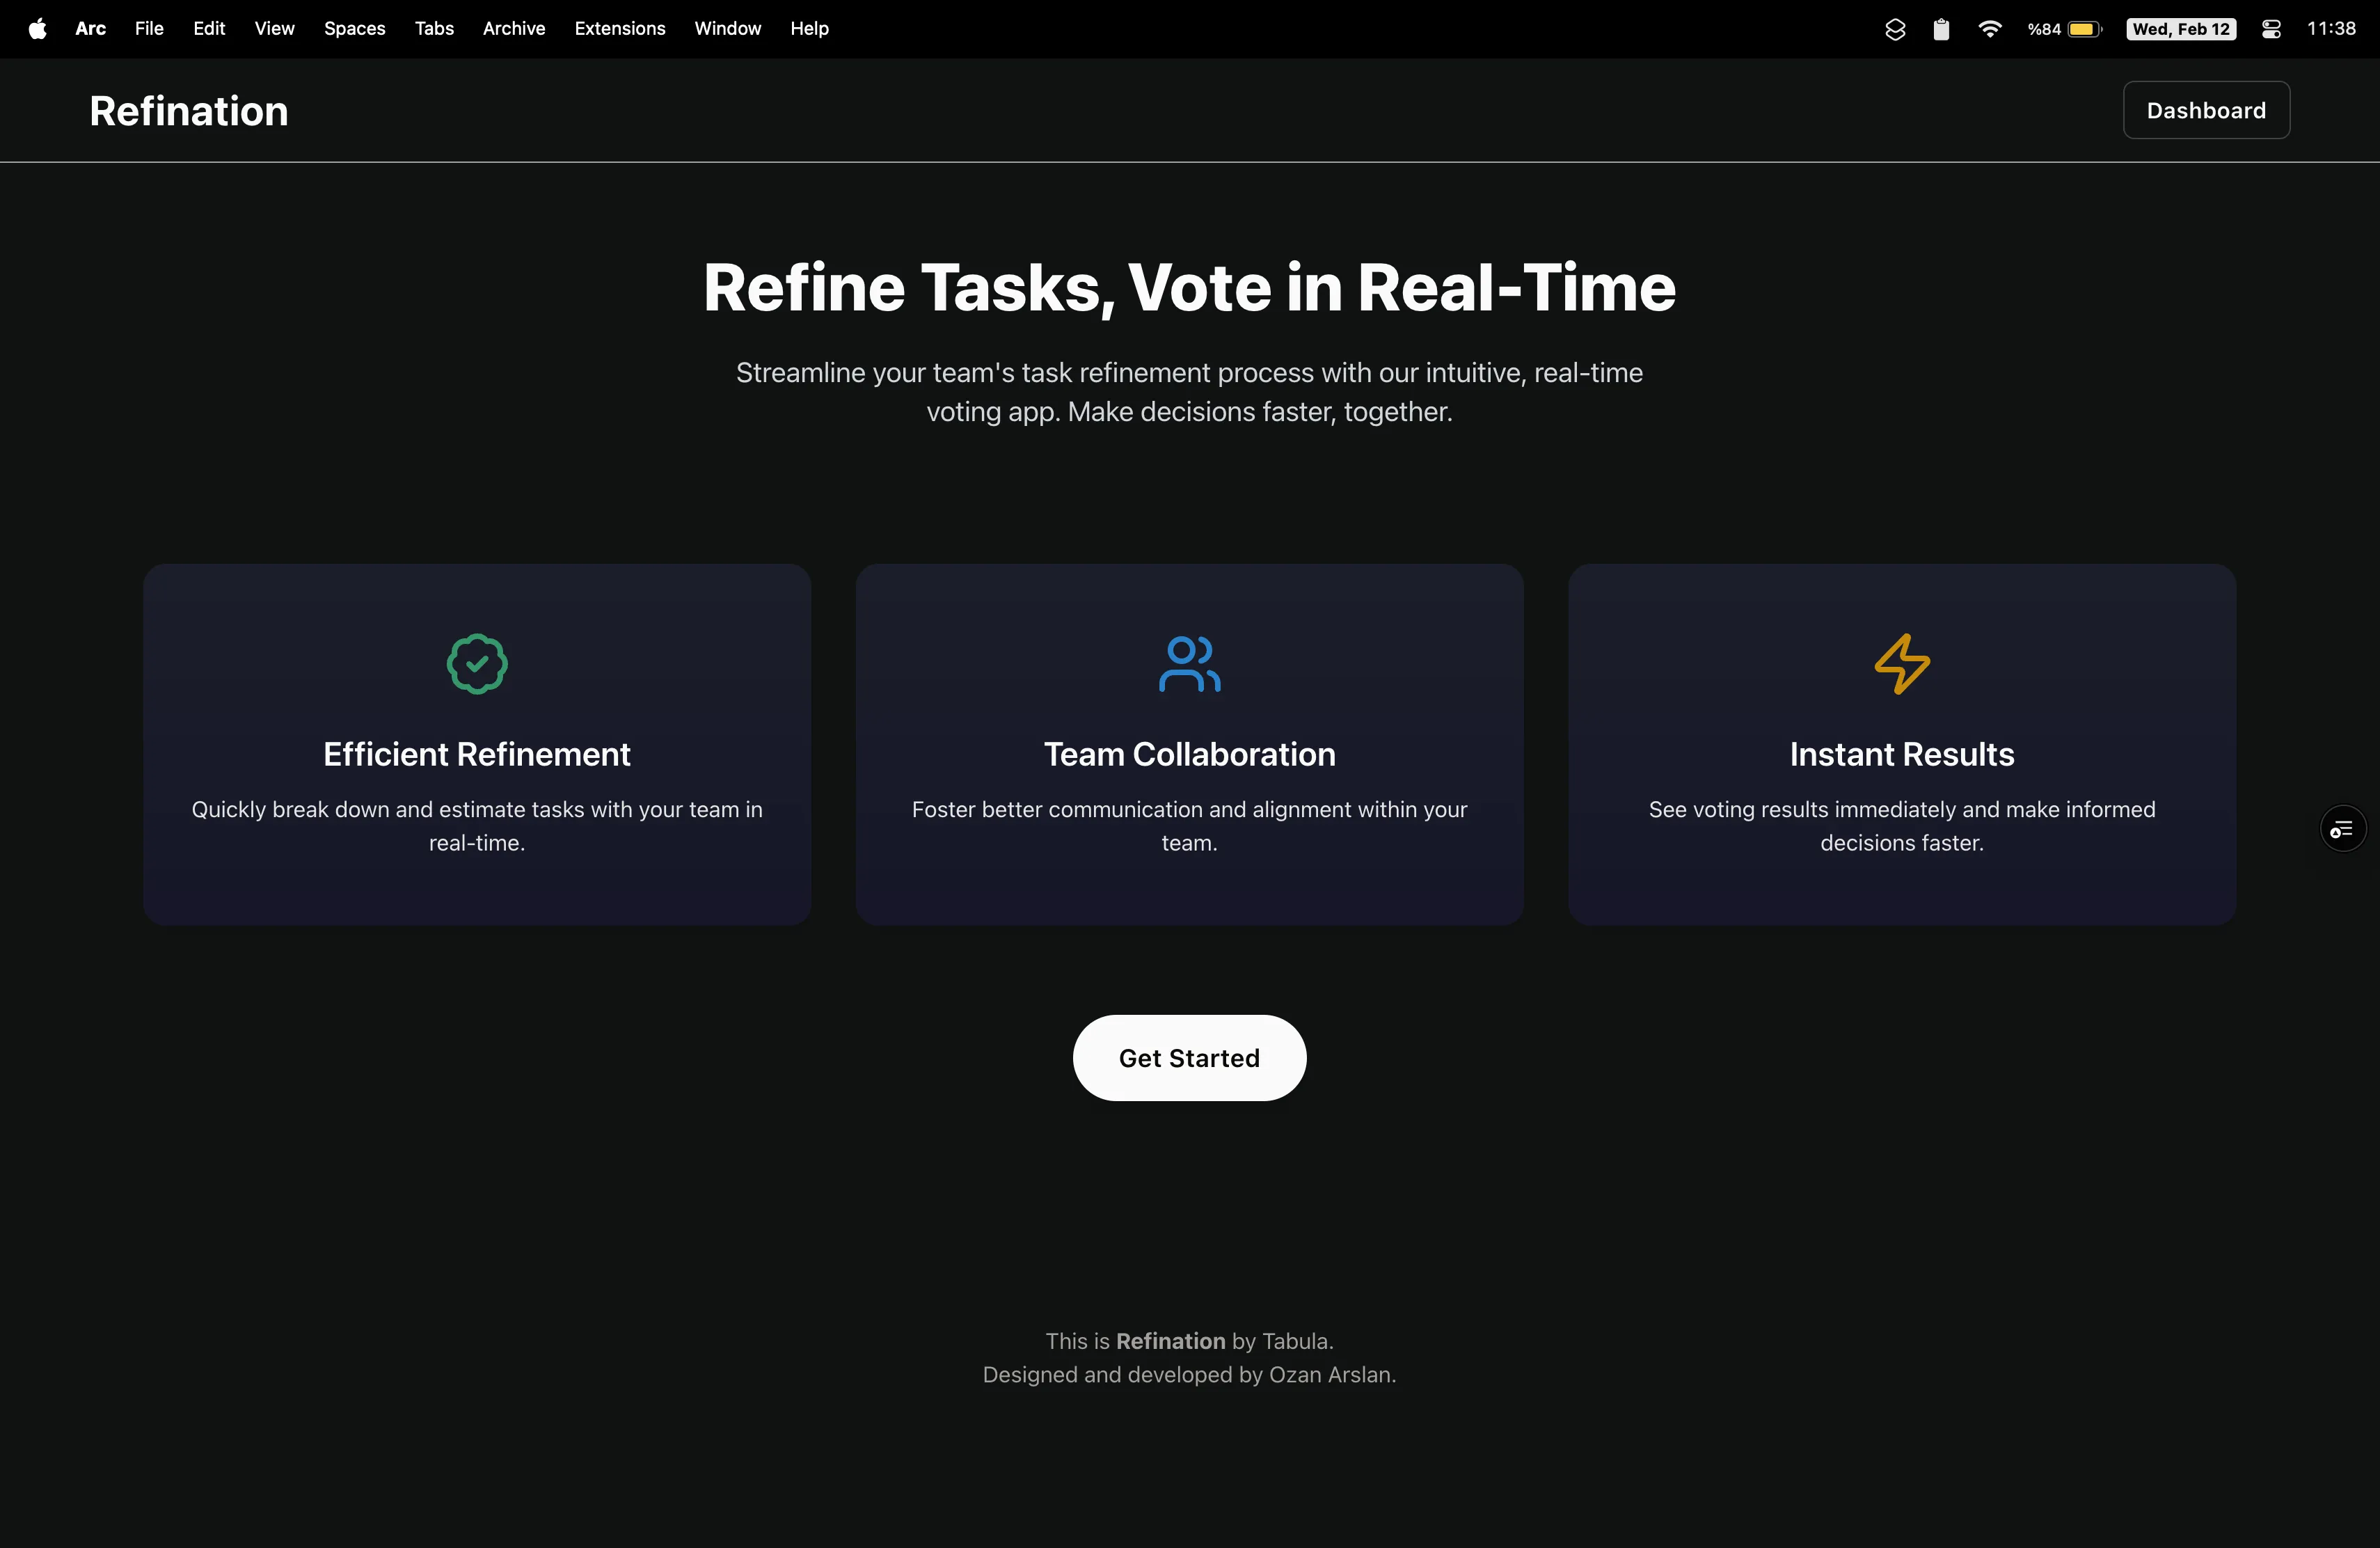 Arc File Edit View Spaces Tabs Archive Extensions Window Help %84 Wed, Feb 12 11:38
Refination Dashboard
Refine Tasks, Vote in Real-Time
Streamline your team's task refinement process with our intuitive, real-time
voting app. Make decisions faster, together.
Efficient Refinement
Quickly break down and estimate tasks with your team in
real-time.
Team Collaboration
Foster better communication and alignment within your
team.
Instant Results
See voting results immediately and make informed
decisions faster.
Get Started
This is Refination by Tabula.
Designed and developed by Ozan Arslan.